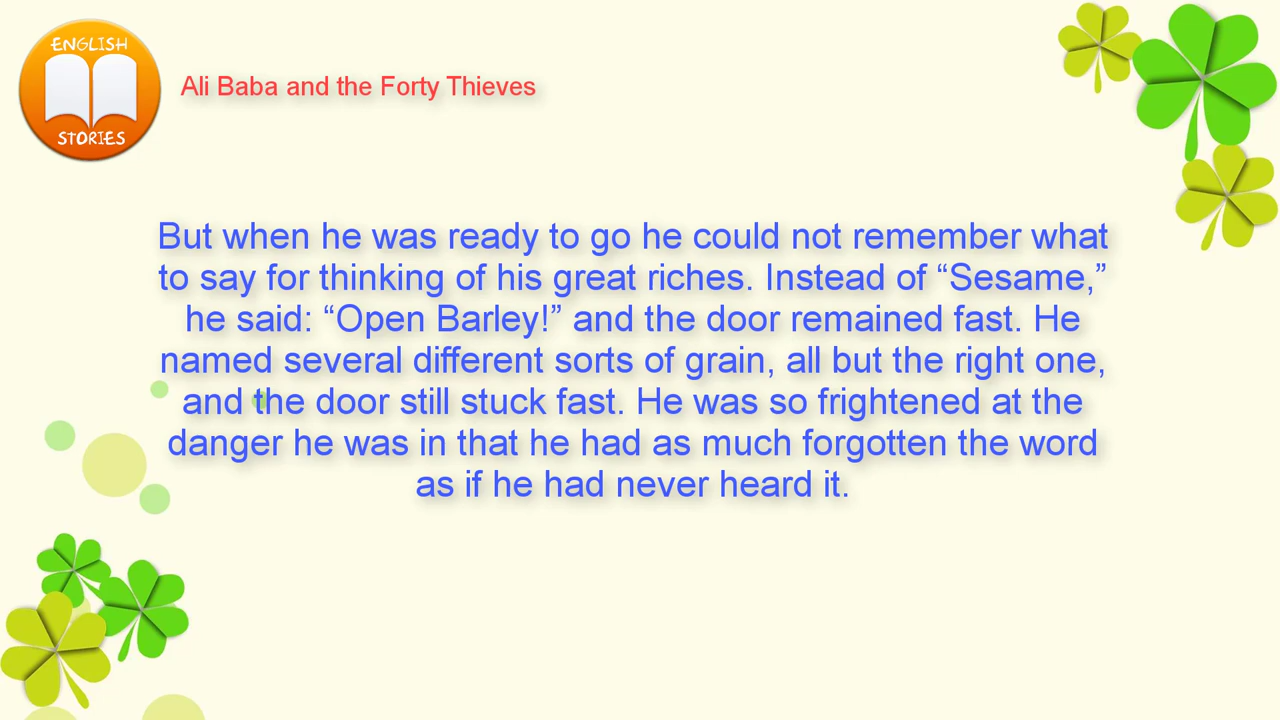 ENGLISH
STORIES
Ali Baba and the Forty Thieves
But when he was ready to go he could not remember what
to say for thinking of his great riches. Instead of “Sesame,”
he said: “Open Barley!” and the door remained fast. He
named several different sorts of grain, all but the right one,
and the door still stuck fast. He was so frightened at the
danger he was in that he had as much forgotten the word
as if he had never heard it.